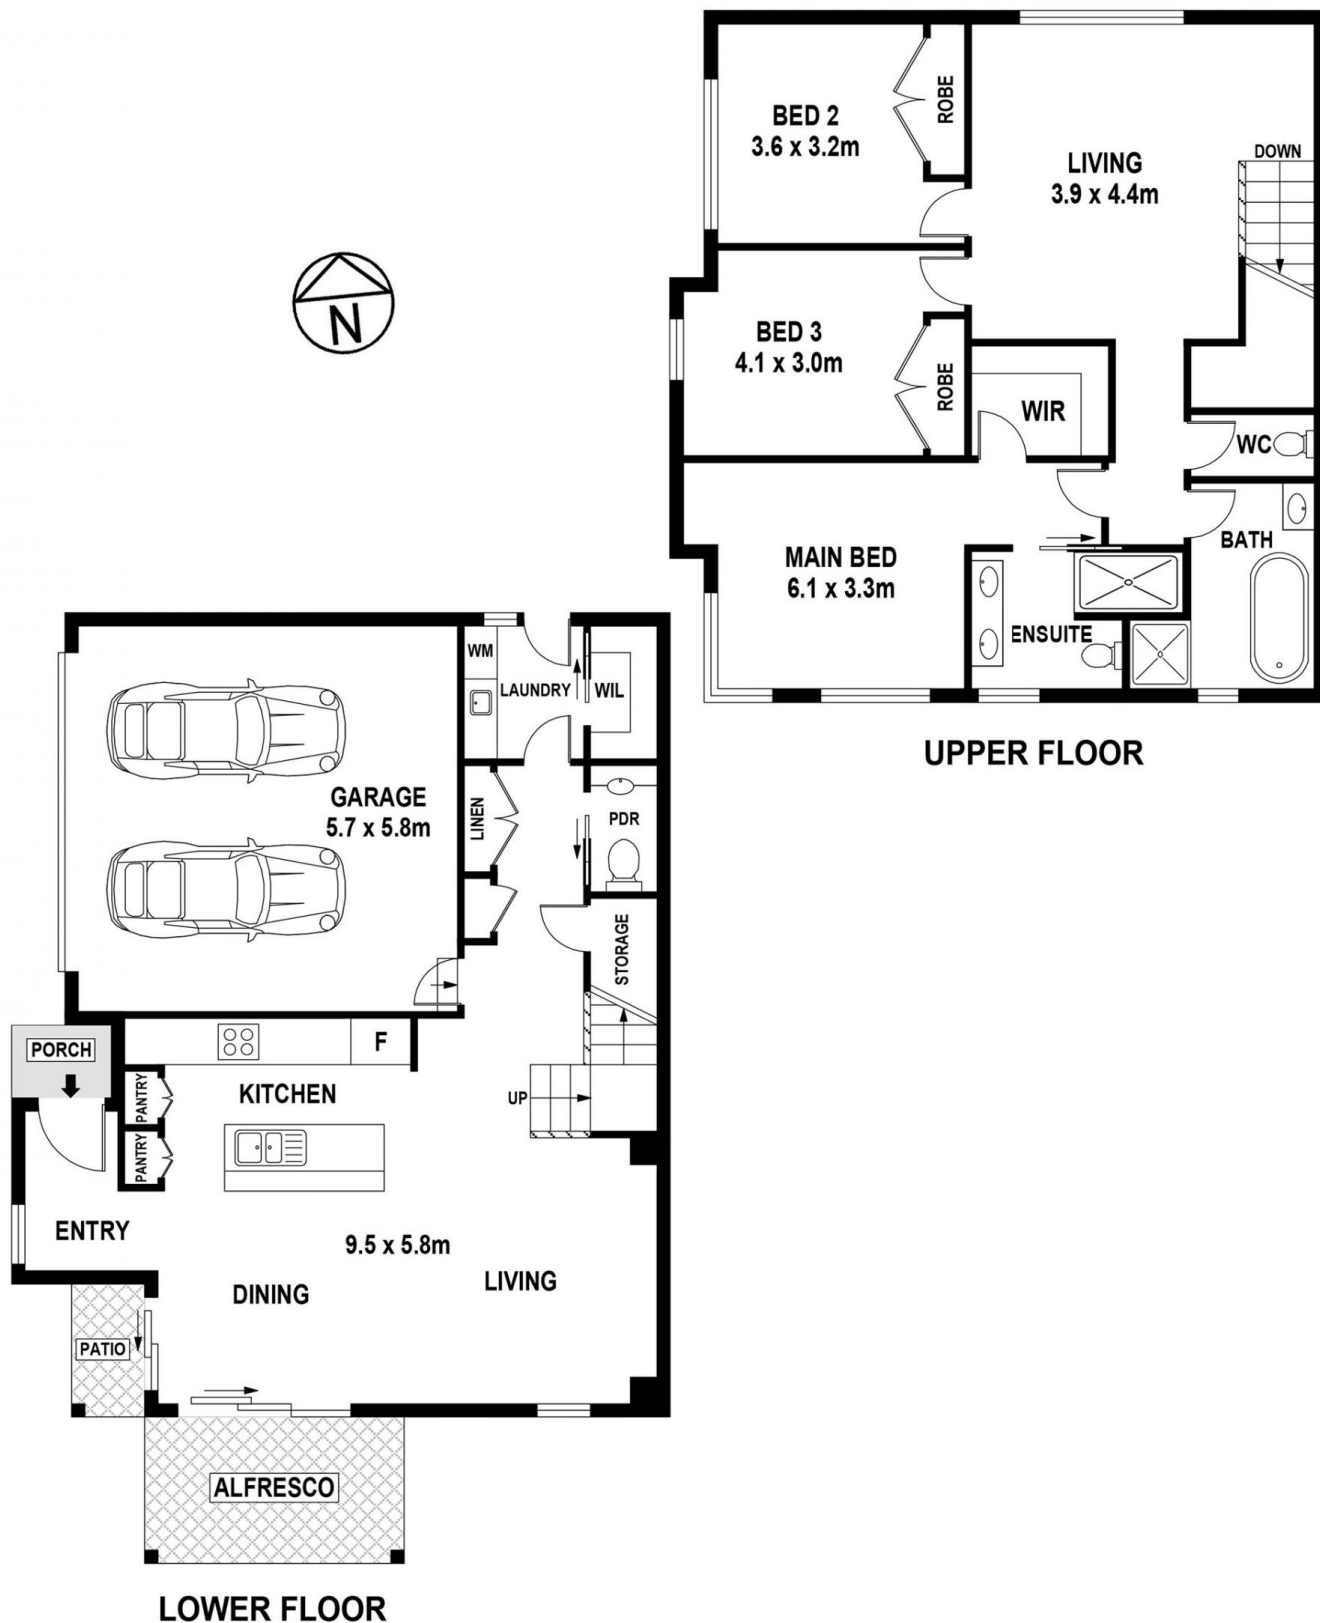 BED 2
3.6 x 3.2m
ROBE
LIVING
3.9 x 4.4m
DOWN
N
BED 3
4.1 x 3.0m
ROBE
WIR
WC
BATH
MAIN BED
6.1 x 3.3m
ENSUITE
UPPER FLOOR
WM
LAUNDRY
WIL
GARAGE
5.7 x 5.8m
LINEN
PDR
STORAGE
PORCH
F
KITCHEN
PANTRY
PANTRY
UP
ENTRY
9.5 x 5.8m
DINING
LIVING
PATIO
ALFRESCO
LOWER FLOOR